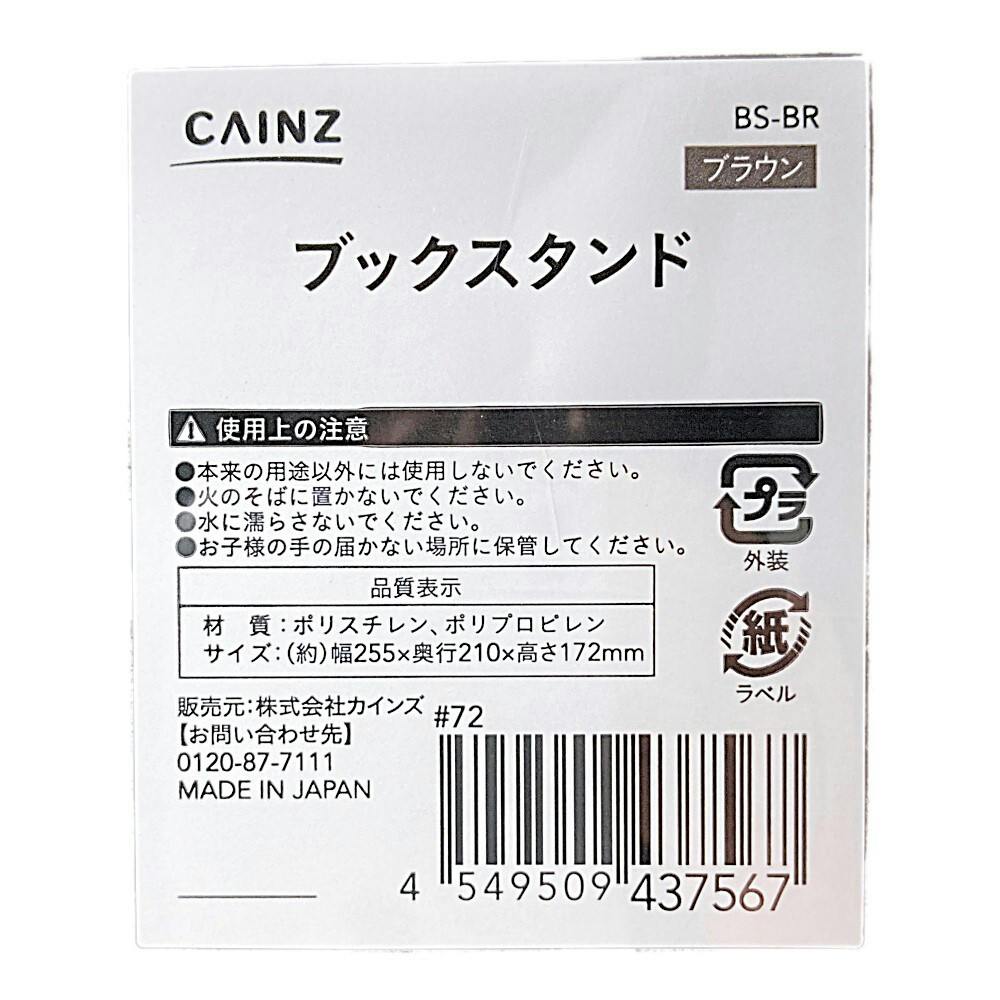 CAINZ
BS-BR
ブラウン
ブックスタンド
使用上の注意
●本来の用途以外には使用しないでください。
●火のそばに置かないでください。
●水に濡らさないでください。
●お子様の手の届かない場所に保管してください。
プラ
外装
紙
ラベル
品質表示
材　質：ポリスチレン、ポリプロピレン
サイズ：(約)幅255×奥行210×高さ172mm
販売元：株式会社カインズ
【お問い合わせ先】
0120-87-7111
MADE IN JAPAN
#72
4 549509 437567